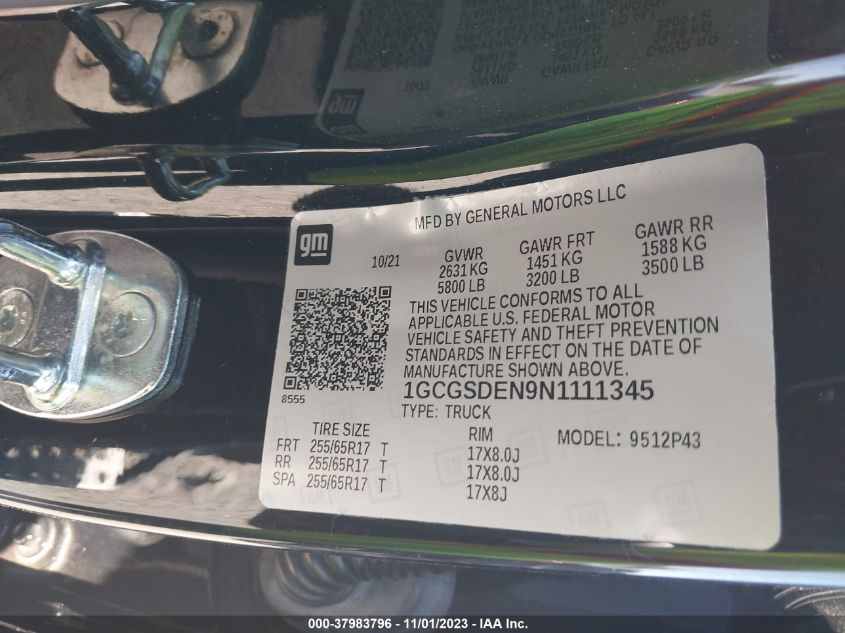 MFD BY GENERAL MOTORS LLC
gm
10/21
GVWR GAWR FRT GAWR RR
2631 KG 1451 KG 1588 KG
5800 LB 3200 LB 3500 LB
THIS VEHICLE CONFORMS TO ALL
APPLICABLE U.S. FEDERAL MOTOR
VEHICLE SAFETY AND THEFT PREVENTION
STANDARDS IN EFFECT ON THE DATE OF
MANUFACTURE SHOWN ABOVE.
8555
1GCGSDEN9N1111345
TYPE: TRUCK
TIRE SIZE RIM MODEL: 9512P43
FRT 255/65R17 T 17X8.0J
RR 255/65R17 T 17X8.0J
SPA 255/65R17 T 17X8J
000-37983796 - 11/01/2023 - IAA Inc.